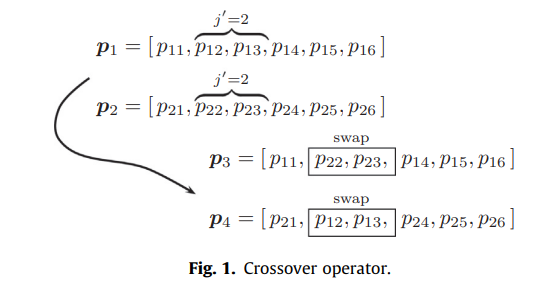 j′=2
p1 = [p11, p12, p13, p14, p15, p16]
j′=2
p2 = [p21, p22, p23, p24, p25, p26]
swap
p3 = [p11, p22, p23, p14, p15, p16]
swap
p4 = [p21, p12, p13, p24, p25, p26]
Fig. 1. Crossover operator.